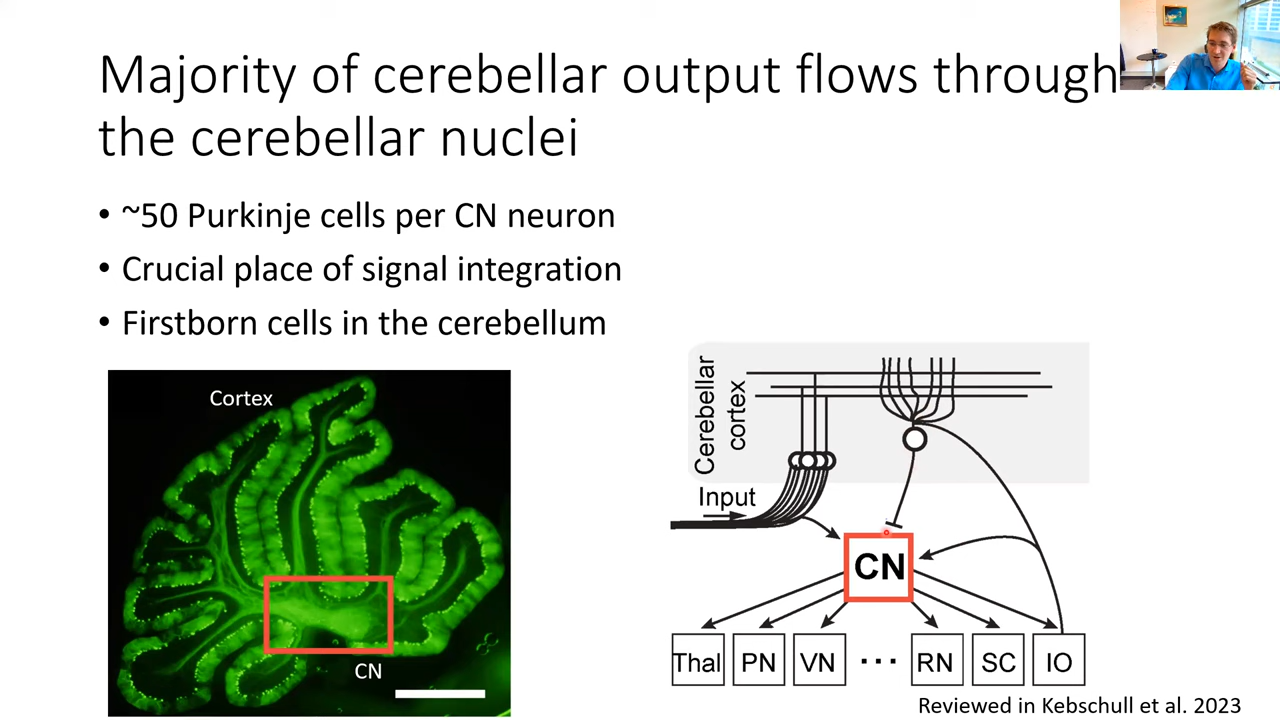 Majority of cerebellar output flows through
the cerebellar nuclei
• ~50 Purkinje cells per CN neuron
• Crucial place of signal integration
• Firstborn cells in the cerebellum
Cortex
CN
Cerebellar
cortex
Input
CN
Thal PN VN ··· RN SC IO
Reviewed in Kebschull et al. 2023